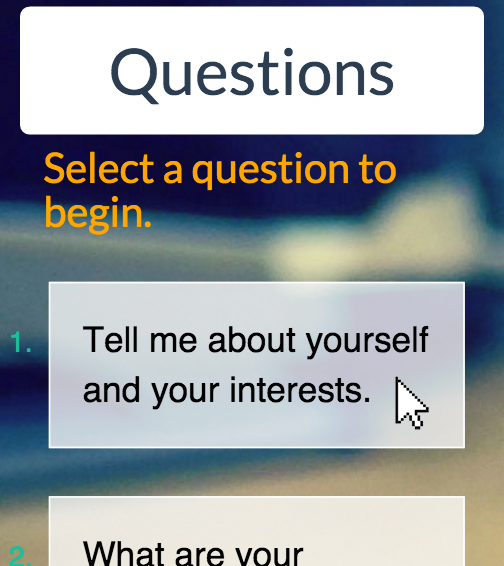 Questions
Select a question to
begin.
1.
Tell me about yourself
and your interests.
2.
What are your